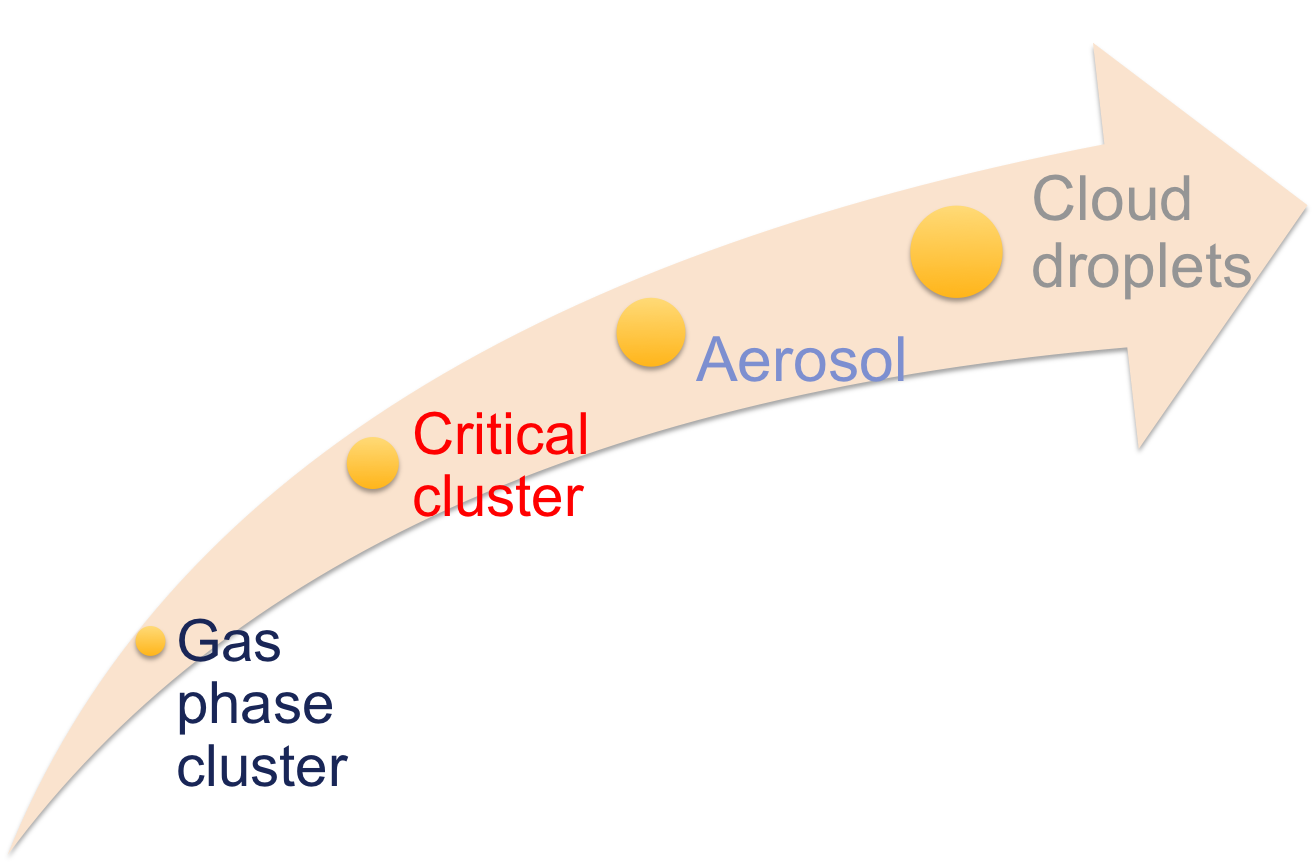 Gas
phase
cluster
Critical
cluster
Aerosol
Cloud
droplets